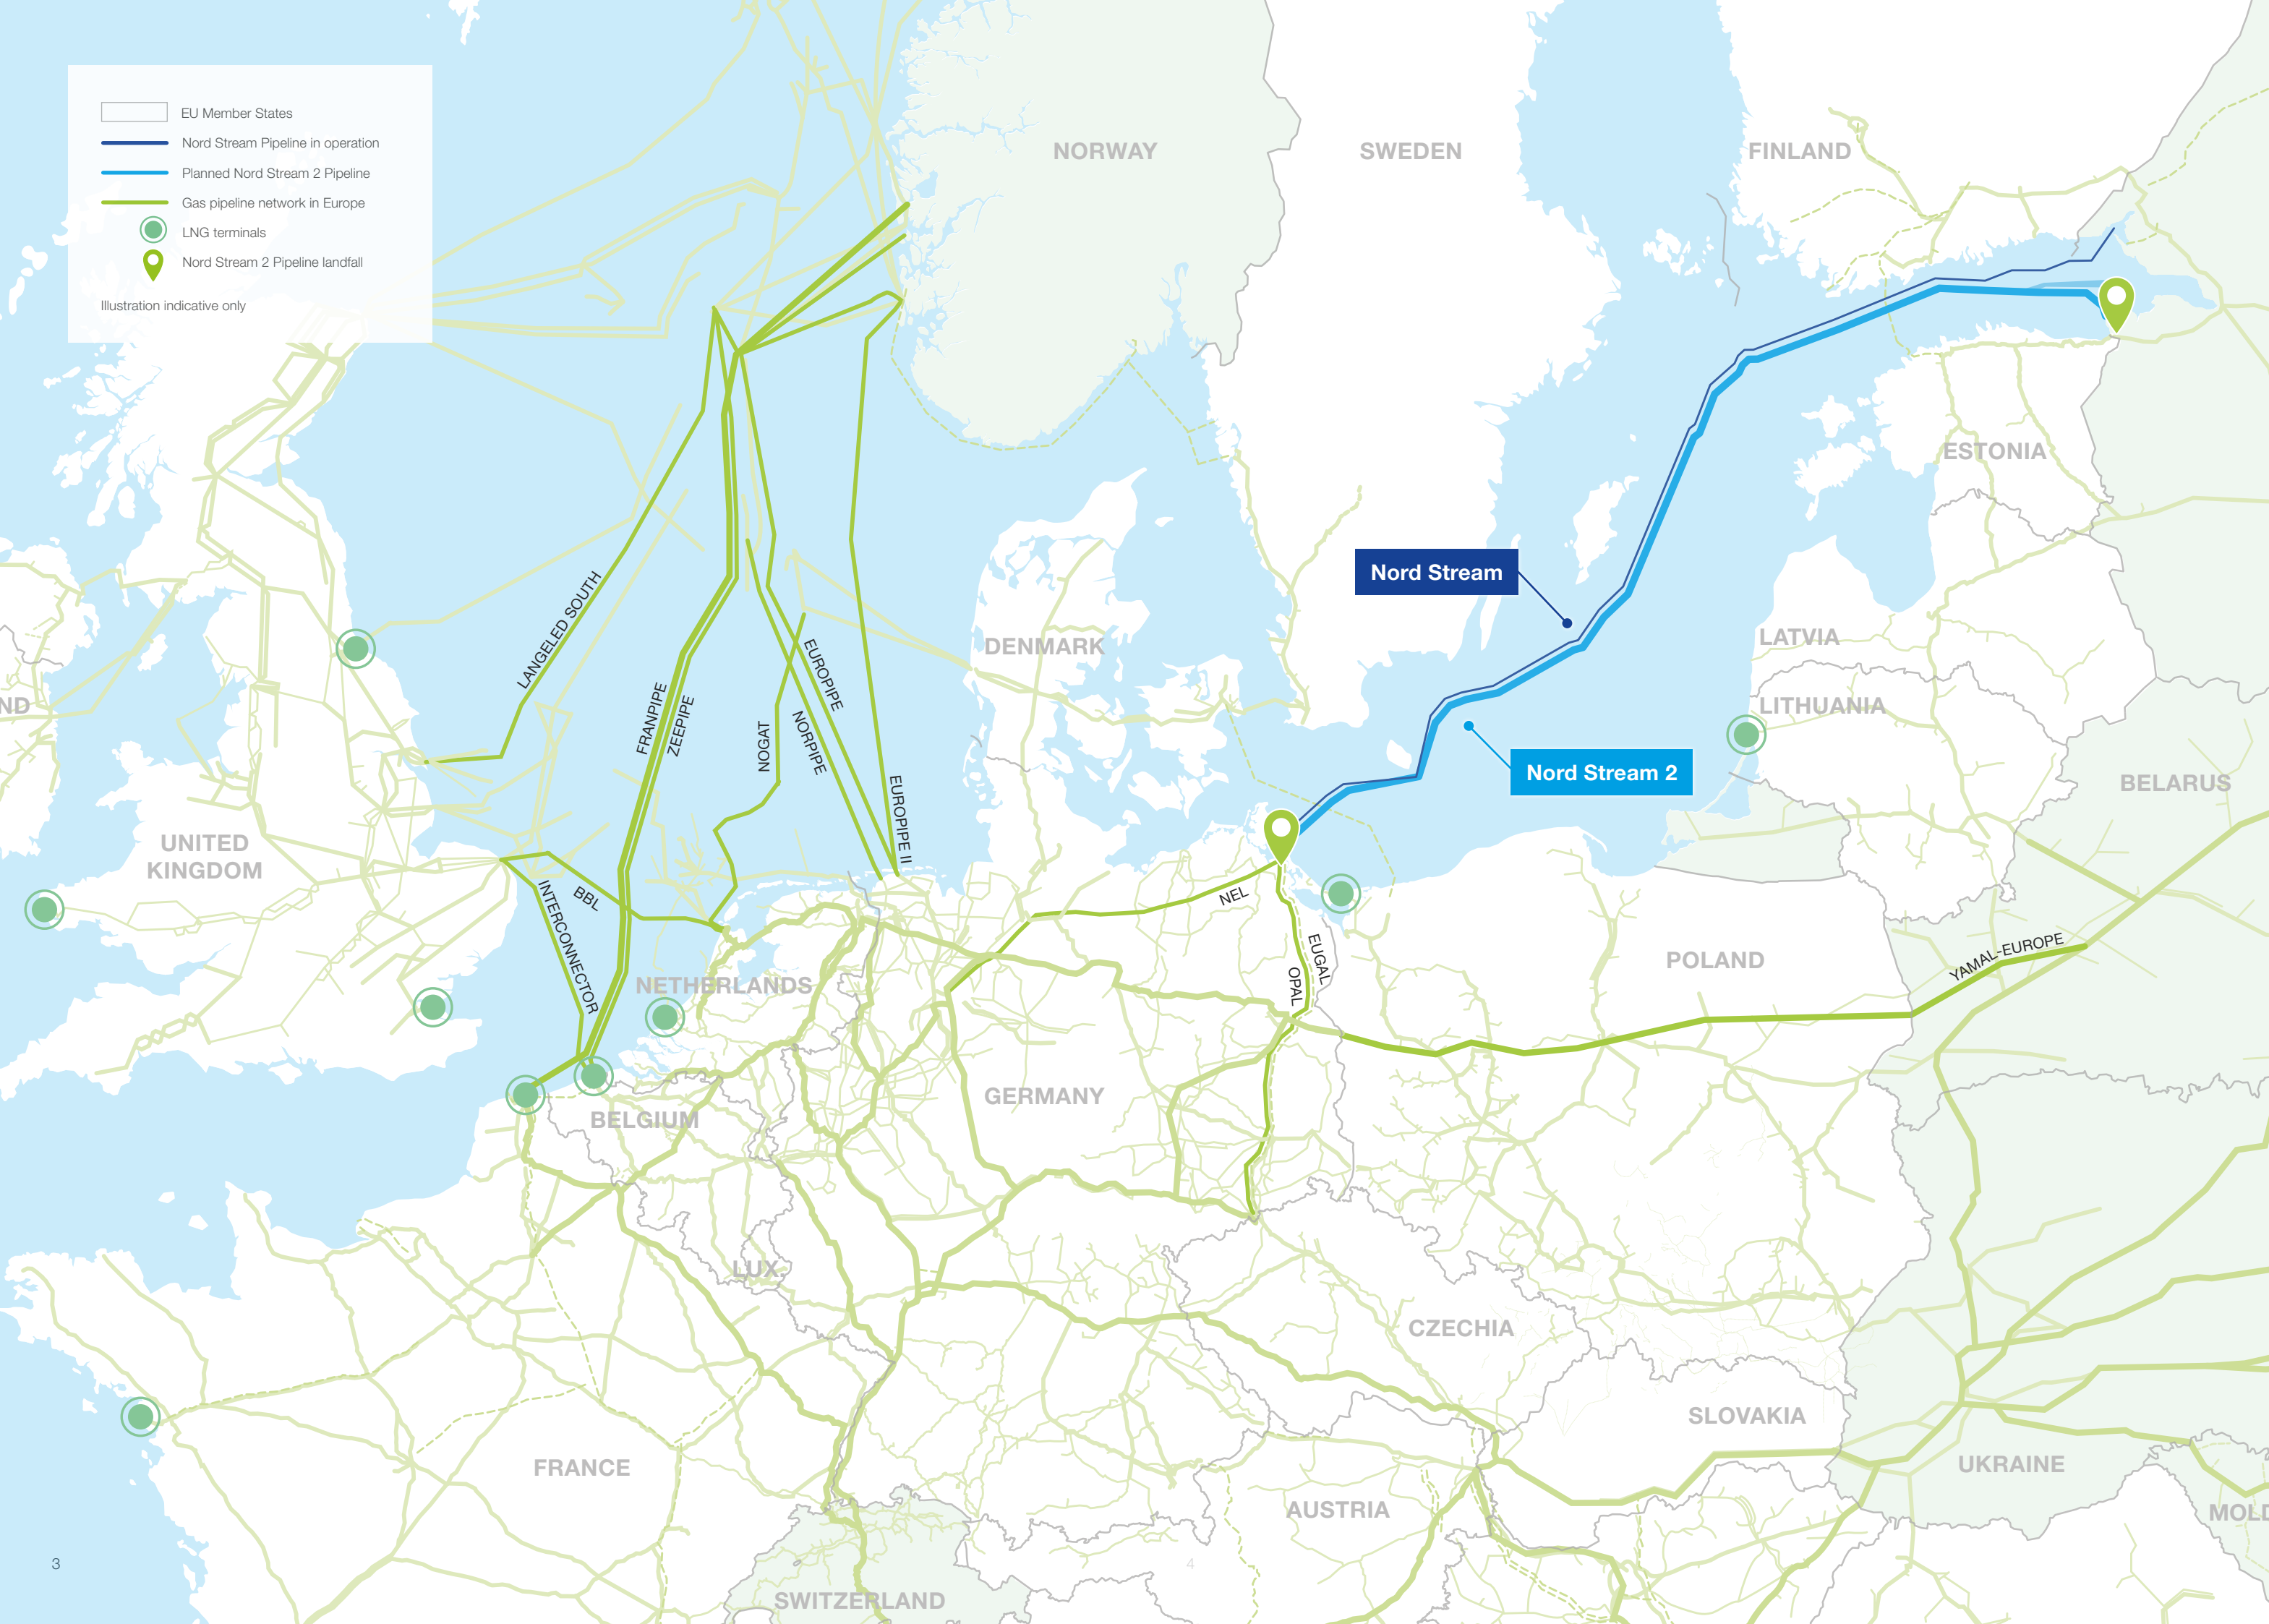 EU Member States
Nord Stream Pipeline in operation
Planned Nord Stream 2 Pipeline
Gas pipeline network in Europe
LNG terminals
Nord Stream 2 Pipeline landfall
Illustration indicative only
NORWAY
SWEDEN
FINLAND
ESTONIA
Nord Stream
LANGELED SOUTH
DENMARK
LATVIA
EUROPIPE
FRANPIPE
ZEEPIPE
NOGAT
NORPIPE
ND
LITHUANIA
Nord Stream 2
BELARUS
EUROPIPE II
UNITED
KINGDOM
BBL
INTERCONNECTOR
NEL
EUGAL
OPAL
POLAND
YAMAL-EUROPE
NETHERLANDS
GERMANY
BELGIUM
LUX.
CZECHIA
SLOVAKIA
FRANCE
UKRAINE
AUSTRIA
MOLD
SWITZERLAND
3
4